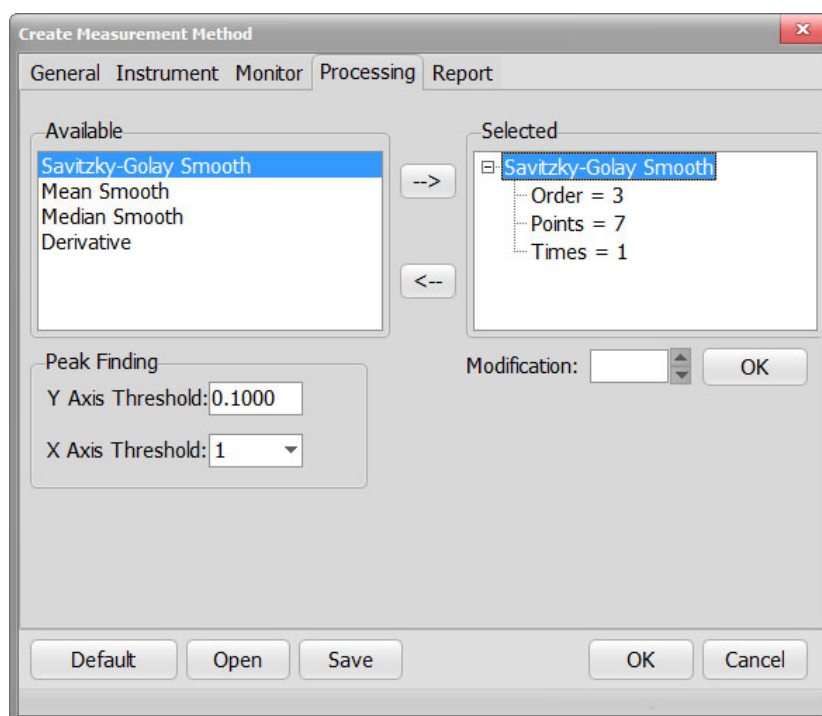 Create Measurement Method
General Instrument Monitor Processing Report
Available
Savitzky-Golay Smooth
Mean Smooth
Median Smooth
Derivative
-->
<--
Selected
Savitzky-Golay Smooth
Order = 3
Points = 7
Times = 1
Peak Finding
Y Axis Threshold: 0.1000
X Axis Threshold: 1
Modification:
OK
Default Open Save OK Cancel